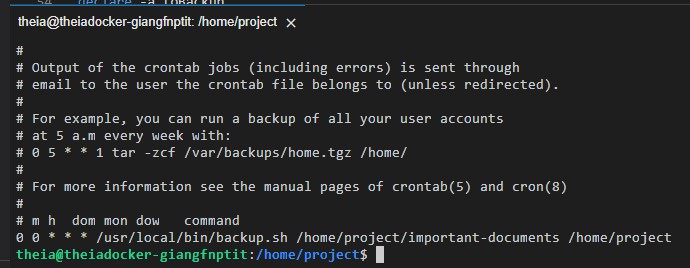 54 declare -a toBackup
theia@theiadocker-giangfnptit: /home/project ×
#
# Output of the crontab jobs (including errors) is sent through
# email to the user the crontab file belongs to (unless redirected).
#
# For example, you can run a backup of all your user accounts
# at 5 a.m every week with:
# 0 5 * * 1 tar -zcf /var/backups/home.tgz /home/
#
# For more information see the manual pages of crontab(5) and cron(8)
#
# m h  dom mon dow   command
0 0 * * * /usr/local/bin/backup.sh /home/project/important-documents /home/project
theia@theiadocker-giangfnptit:/home/project$